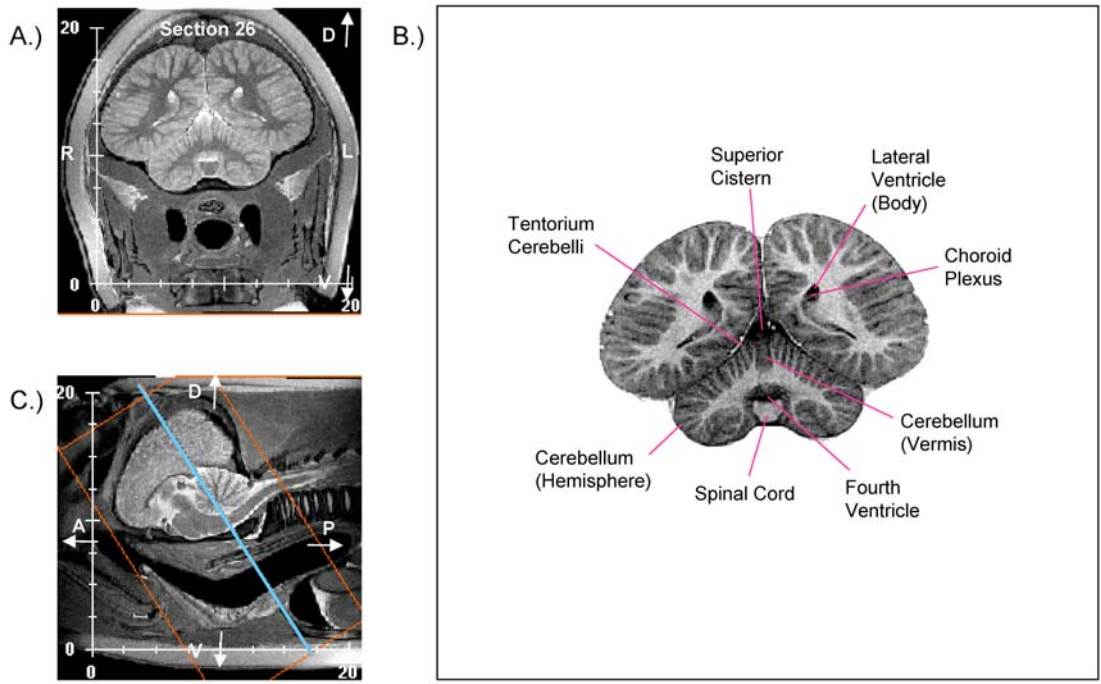 A.)
20
Section 26
D
R
L
0
V
0
20
B.)
Superior
Cistern
Lateral
Ventricle
(Body)
Tentorium
Cerebelli
Choroid
Plexus
Cerebellum
(Vermis)
Cerebellum
(Hemisphere)
Spinal Cord
Fourth
Ventricle
C.)
20
D
A
P
0
V
0
20